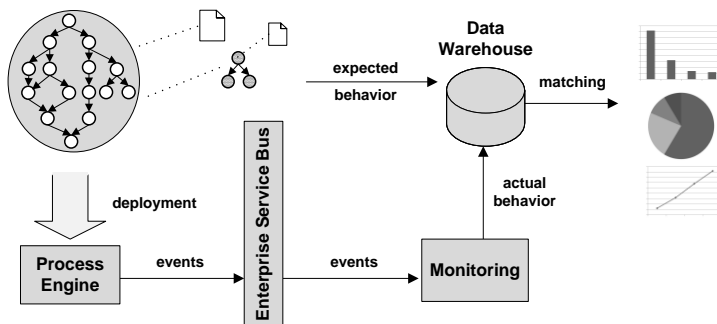 Data
Warehouse
expected
behavior
matching
deployment
Enterprise Service Bus
actual
behavior
Process
Engine
events
events
Monitoring